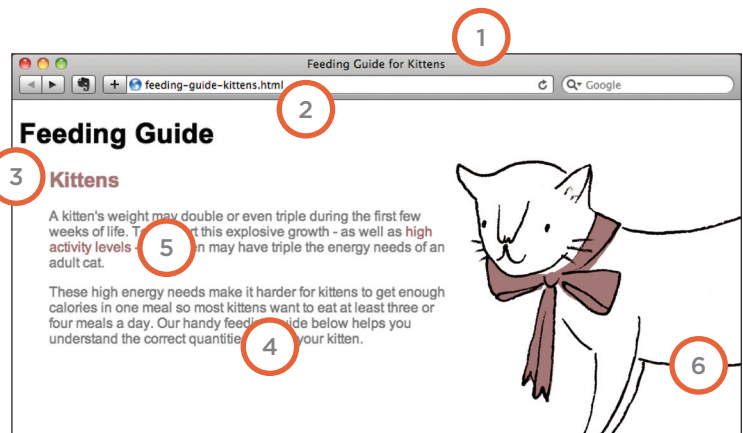 1
Feeding Guide for Kittens
+ feeding-guide-kittens.html
Google
2
Feeding Guide
3
Kittens
A kitten's weight may double or even triple during the first few
weeks of life. T rt this explosive growth - as well as high
activity levels - 5 en may have triple the energy needs of an
adult cat.
These high energy needs make it harder for kittens to get enough
calories in one meal so most kittens want to eat at least three or
four meals a day. Our handy feeding guide below helps you
understand the correct quantitie 4 your kitten.
6